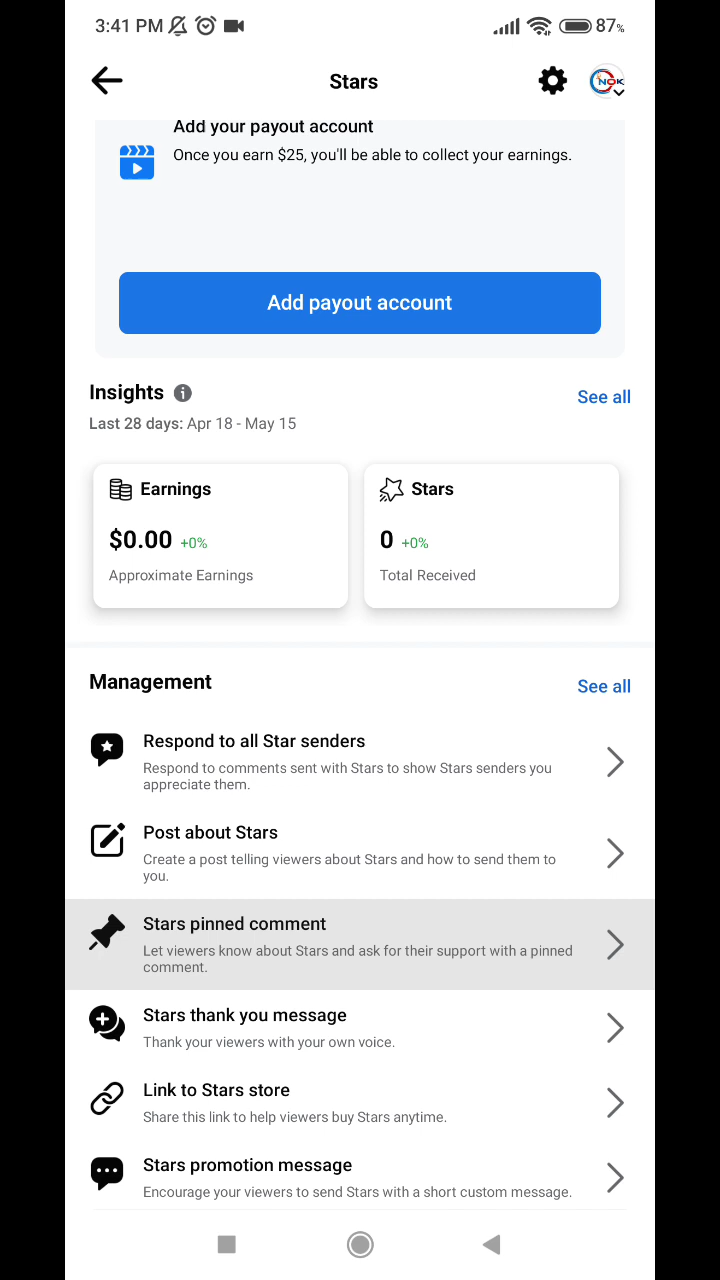 3:41 PM 87%
Stars
NOK
Add your payout account
Once you earn $25, you'll be able to collect your earnings.
Add payout account
Insights
See all
Last 28 days: Apr 18 - May 15
Earnings
Stars
$0.00 +0%
0 +0%
Approximate Earnings
Total Received
Management
See all
Respond to all Star senders
Respond to comments sent with Stars to show Stars senders you
appreciate them.
Post about Stars
Create a post telling viewers about Stars and how to send them to
you.
Stars pinned comment
Let viewers know about Stars and ask for their support with a pinned
comment.
Stars thank you message
Thank your viewers with your own voice.
Link to Stars store
Share this link to help viewers buy Stars anytime.
Stars promotion message
Encourage your viewers to send Stars with a short custom message.